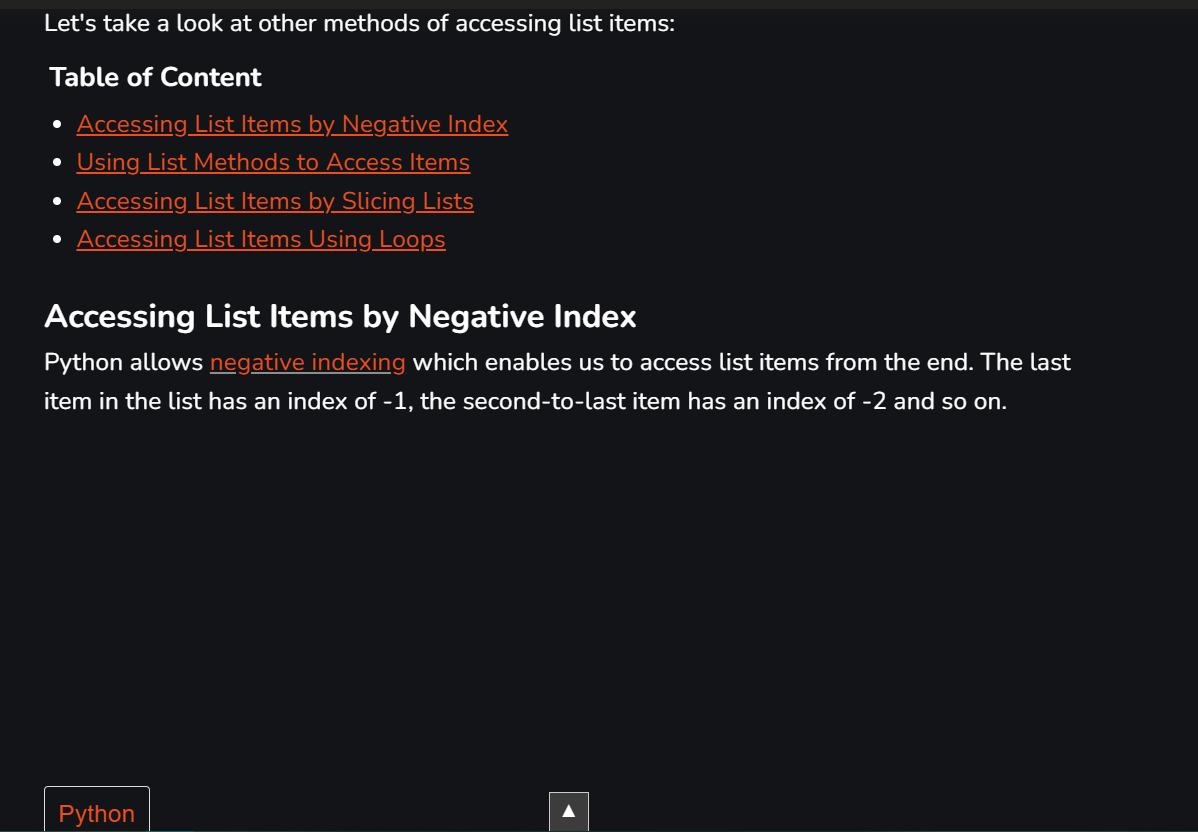 Let's take a look at other methods of accessing list items:
Table of Content
Accessing List Items by Negative Index
Using List Methods to Access Items
Accessing List Items by Slicing Lists
Accessing List Items Using Loops
Accessing List Items by Negative Index
Python allows negative indexing which enables us to access list items from the end. The last
item in the list has an index of -1, the second-to-last item has an index of -2 and so on.
Python